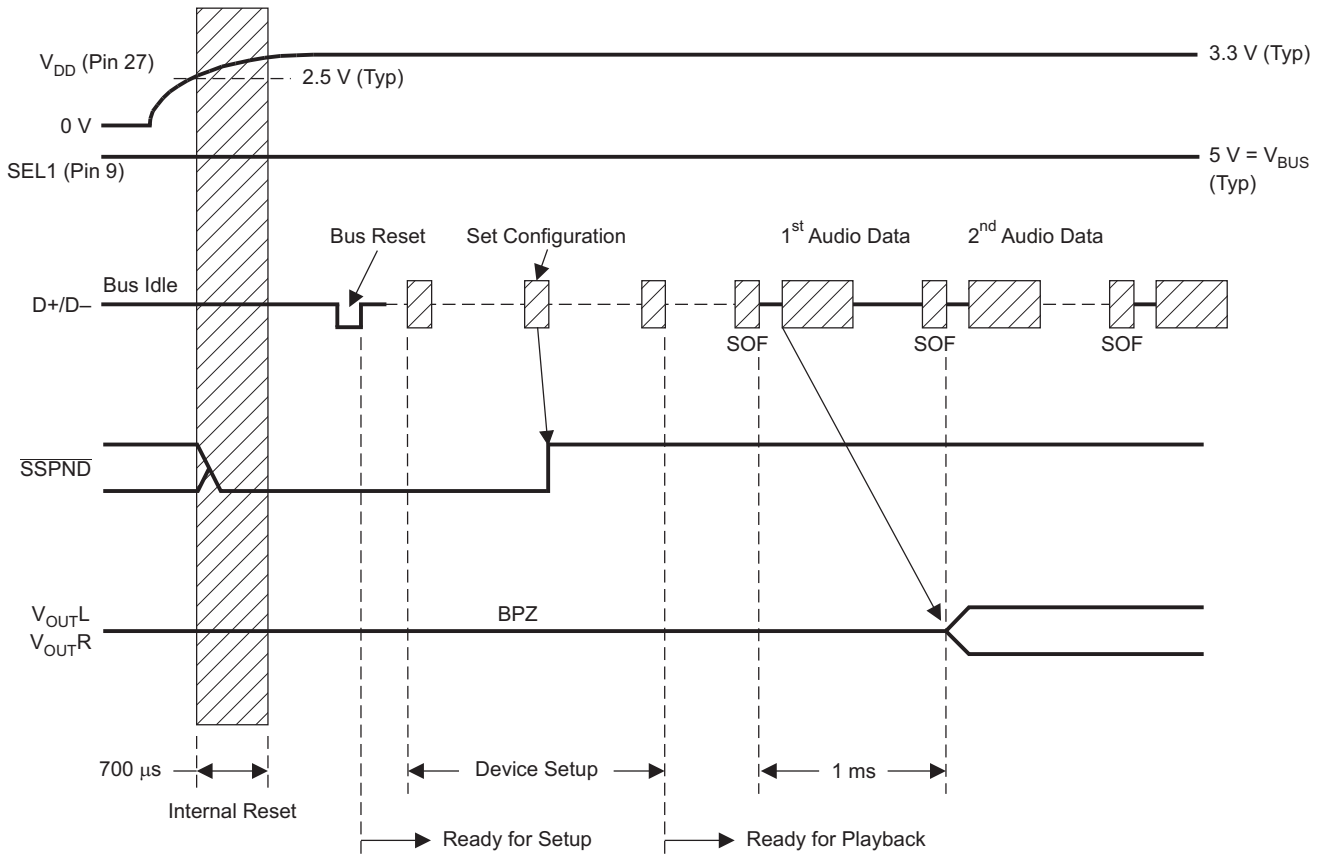 V_DD (Pin 27)
2.5 V (Typ)
3.3 V (Typ)
0 V
SEL1 (Pin 9)
5 V = V_BUS
(Typ)
Bus Reset
Set Configuration
1st Audio Data
2nd Audio Data
Bus Idle
D+/D–
SOF
SOF
SOF
SSPND
V_OUTL
V_OUTR
BPZ
700 μs
Device Setup
1 ms
Internal Reset
Ready for Setup
Ready for Playback